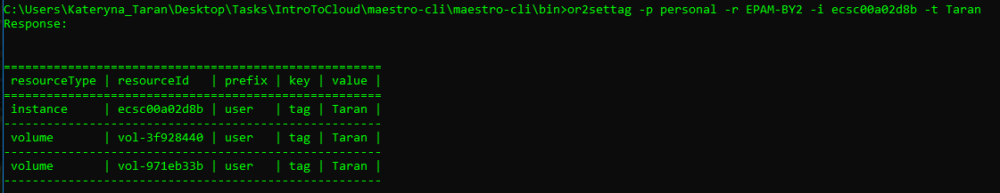 C:\Users\Kateryna_Taran\Desktop\Tasks\IntroToCloud\maestro-cli\maestro-cli\bin>or2settag -p personal -r EPAM-BY2 -i ecsc00a02d8b -t Taran
Response:
=====================================================
resourceType | resourceId   | prefix | key | value |
=====================================================
instance     | ecsc00a02d8b | user   | tag | Taran |
-----------------------------------------------------
volume       | vol-3f928440 | user   | tag | Taran |
-----------------------------------------------------
volume       | vol-971eb33b | user   | tag | Taran |
-----------------------------------------------------